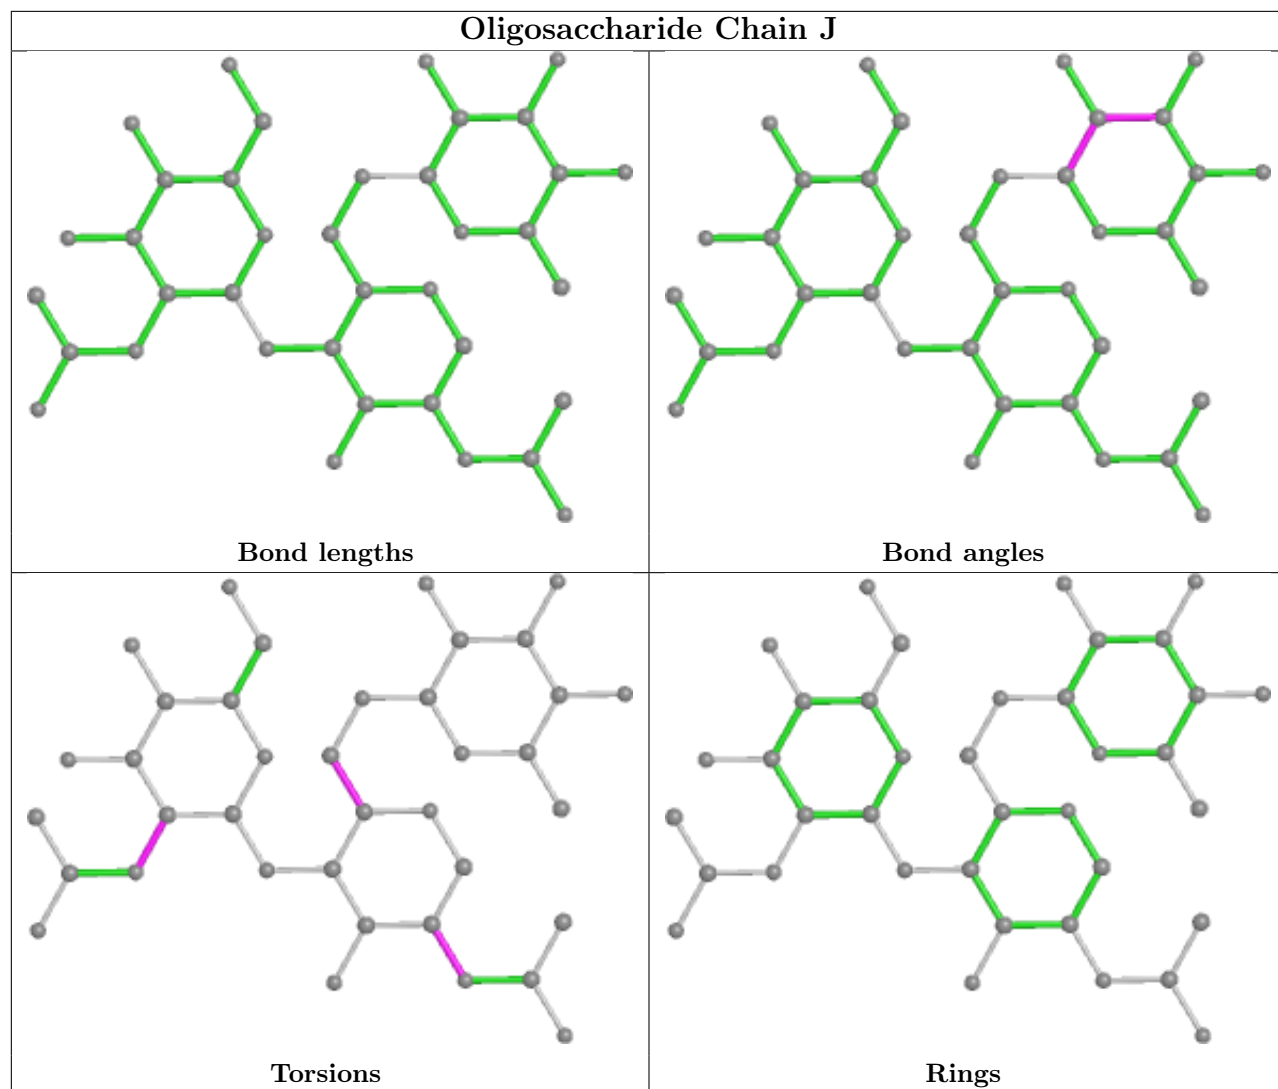 Oligosaccharide Chain J
Bond lengths
Bond angles
Torsions
Rings